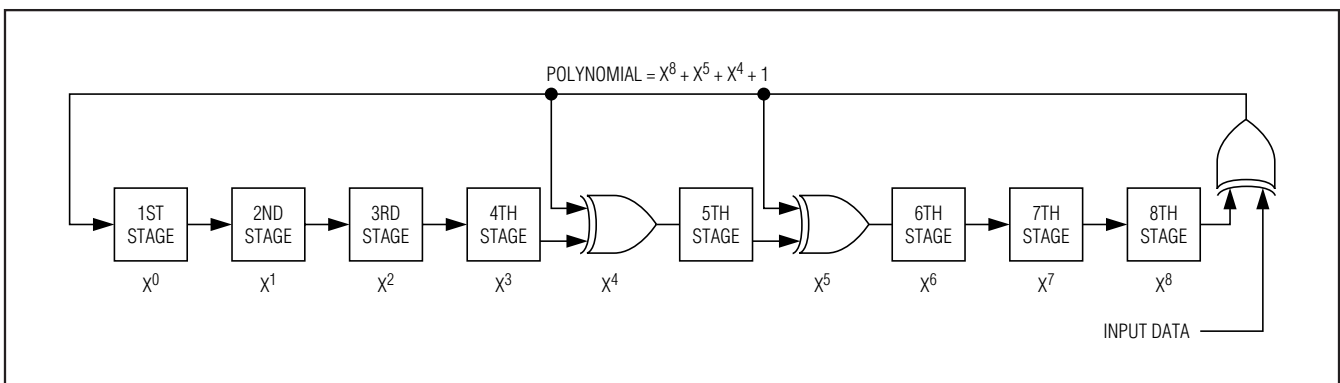 POLYNOMIAL = X⁸ + X⁵ + X⁴ + 1
1ST STAGE
2ND STAGE
3RD STAGE
4TH STAGE
5TH STAGE
6TH STAGE
7TH STAGE
8TH STAGE
X⁰ X¹ X² X³ X⁴ X⁵ X⁶ X⁷ X⁸
INPUT DATA